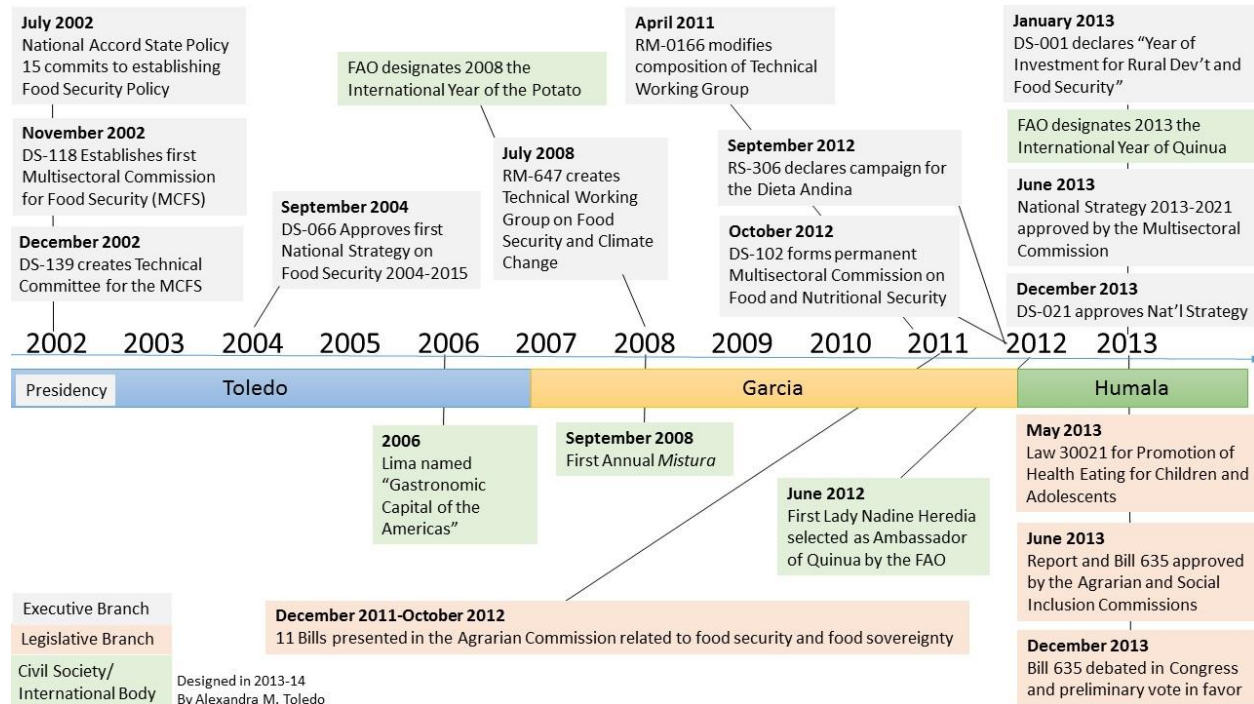 July 2002
National Accord State Policy
15 commits to establishing
Food Security Policy
November 2002
DS-118 Establishes first
Multisectoral Commission
for Food Security (MCFS)
December 2002
DS-139 creates Technical
Committee for the MCFS
September 2004
DS-066 Approves first
National Strategy on
Food Security 2004-2015
FAO designates 2008 the
International Year of the Potato
July 2008
RM-647 creates
Technical Working
Group on Food
Security and Climate
Change
April 2011
RM-0166 modifies
composition of Technical
Working Group
September 2012
RS-306 declares campaign for
the Dieta Andina
October 2012
DS-102 forms permanent
Multisectoral Commission on
Food and Nutritional Security
January 2013
DS-001 declares “Year of
Investment for Rural Dev’t and
Food Security”
FAO designates 2013 the
International Year of Quinua
June 2013
National Strategy 2013-2021
approved by the Multisectoral
Commission
December 2013
DS-021 approves Nat’l Strategy
2002 2003 2004 2005 2006 2007 2008 2009 2010 2011 2012 2013
Presidency Toledo Garcia Humala
2006
Lima named
“Gastronomic
Capital of the
Americas”
September 2008
First Annual Mistura
June 2012
First Lady Nadine Heredia
selected as Ambassador
of Quinua by the FAO
December 2011-October 2012
11 Bills presented in the Agrarian Commission related to food security and food sovereignty
May 2013
Law 30021 for Promotion of
Health Eating for Children and
Adolescents
June 2013
Report and Bill 635 approved
by the Agrarian and Social
Inclusion Commissions
December 2013
Bill 635 debated in Congress
and preliminary vote in favor
Executive Branch
Legislative Branch
Civil Society/
International Body
Designed in 2013-14
By Alexandra M. Toledo